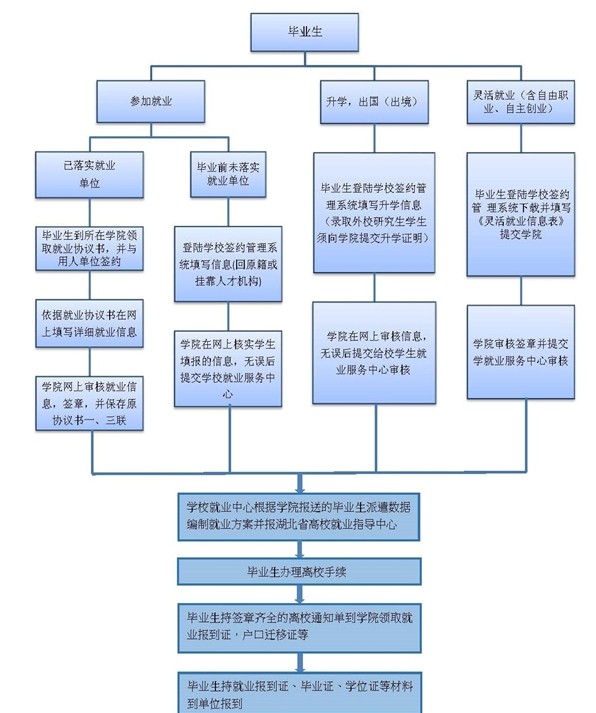 毕业生
参加就业
升学，出国（出境）
灵活就业（含自由职
业、自主创业）
已落实就业
单位
毕业前未落实
就业单位
毕业生登陆学校签约管
理系统填写升学信息
（录取外校研究生学生
须向学院提交升学证明）
毕业生登陆学校签约
管 理系统下载并填写
《灵活就业信息表》
提交学院
毕业生到所在学院领
取就业协议书，并与
用人单位签约
登陆学校签约管理系
统填写信息(回原籍或
挂靠人才机构)
依据就业协议书在网
上填写详细就业信息
学院在网上核实学生
填报的信息，无误后
提交学校就业服务中
心
学院在网上审核信息，
无误后提交给校学生就
业服务中心审核
学院审核签章并提交
学就业服务中心审核
学院网上审核就业信
息，签章，并保存原
协议书一、三联
学校就业中心根据学院报送的毕业生派遣数据
编制就业方案并报湖北省高校就业指导中心
毕业生办理离校手续
毕业生持签章齐全的离校通知单到学院领取就
业报到证，户口迁移证等
毕业生持就业报到证、毕业证、学位证等材料
到单位报到